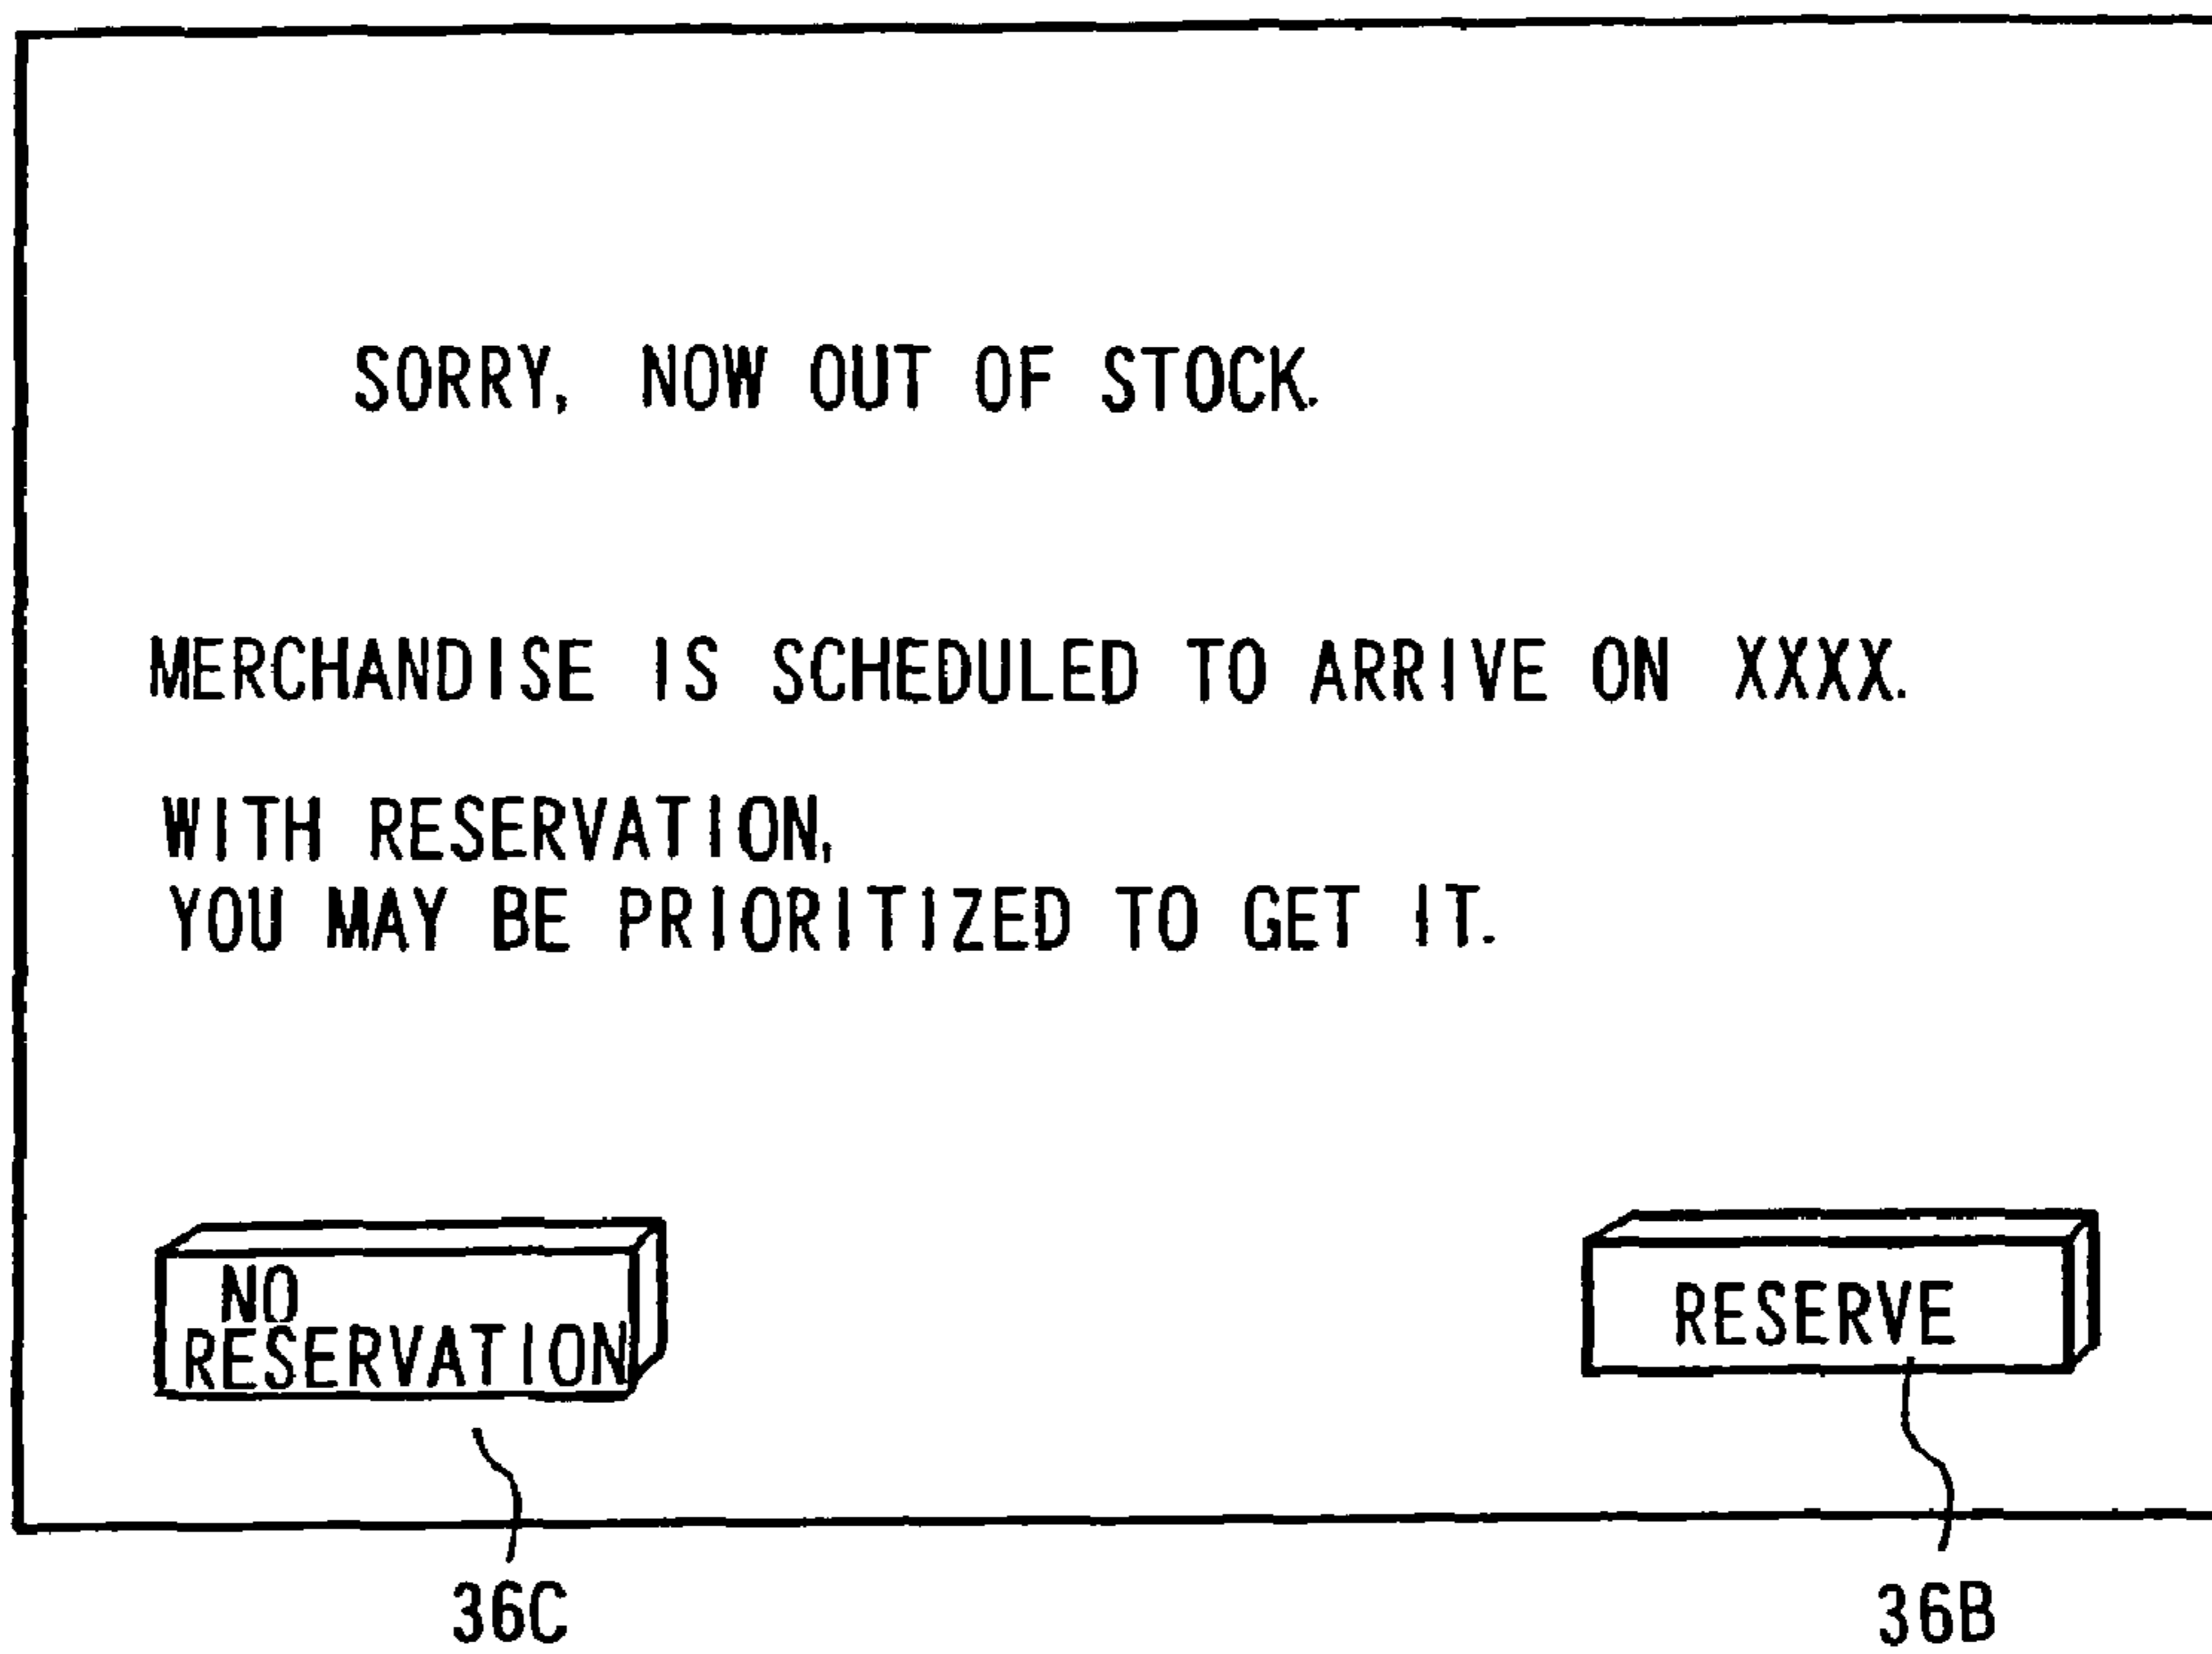 SORRY, NOW OUT OF STOCK.
MERCHANDISE IS SCHEDULED TO ARRIVE ON XXXX.
WITH RESERVATION,
YOU MAY BE PRIORITIZED TO GET IT.
NO
RESERVATION
RESERVE
36C
36B